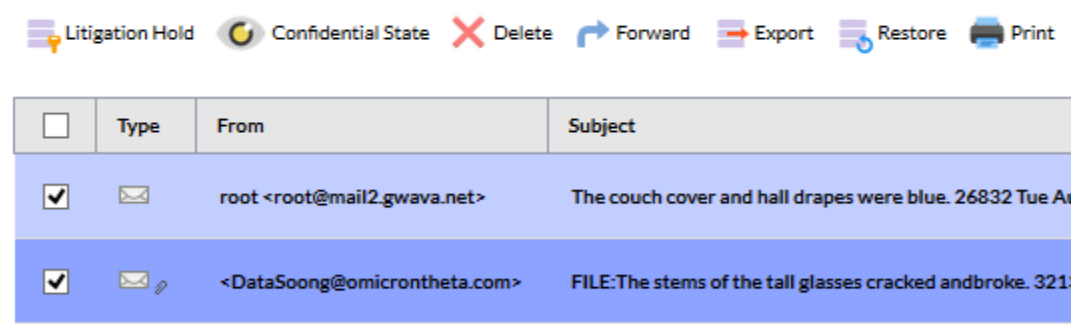 Litigation Hold Confidential State Delete Forward Export Restore Print
Type From Subject
root <root@mail2.gwava.net> The couch cover and hall drapes were blue. 26832 Tue
<DataSoong@omicrontheta.com> FILE:The stems of the tall glasses cracked andbroke.